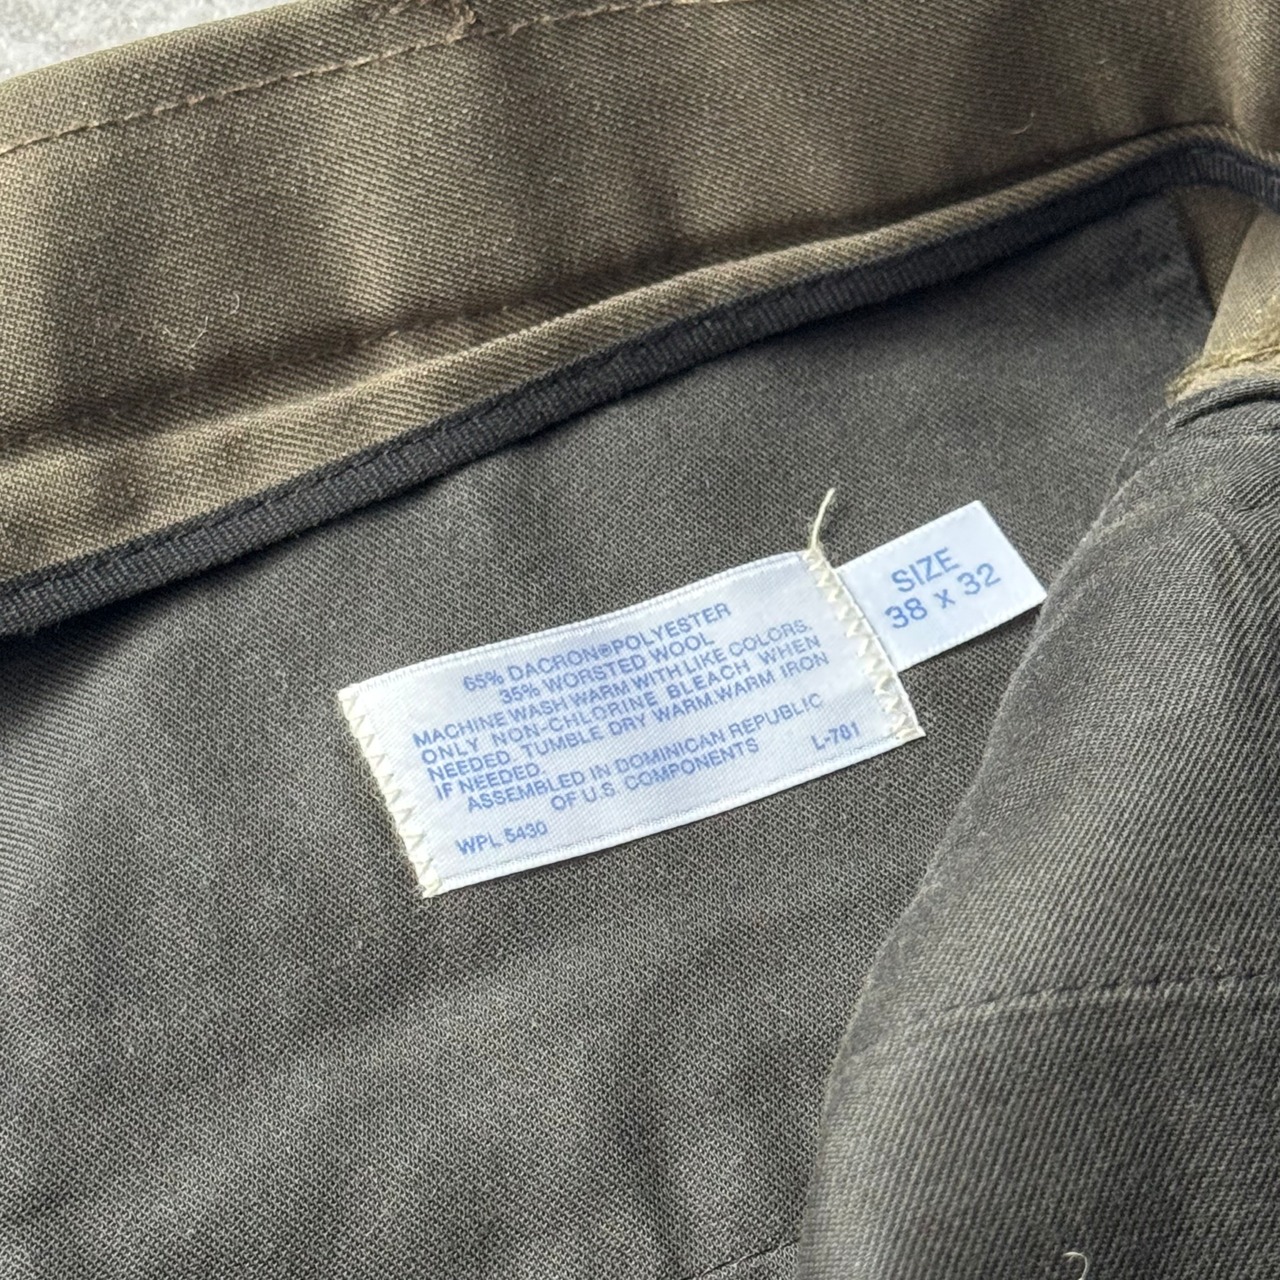 65% DACRON®POLYESTER
35% WORSTED WOOL
MACHINE WASH WARM WITH LIKE COLORS.
ONLY NON-CHLORINE BLEACH WHEN
NEEDED. TUMBLE DRY WARM.WARM IRON
IF NEEDED.
ASSEMBLED IN DOMINICAN REPUBLIC
OF U.S. COMPONENTS
L-781
WPL 5430
SIZE
38 x 32